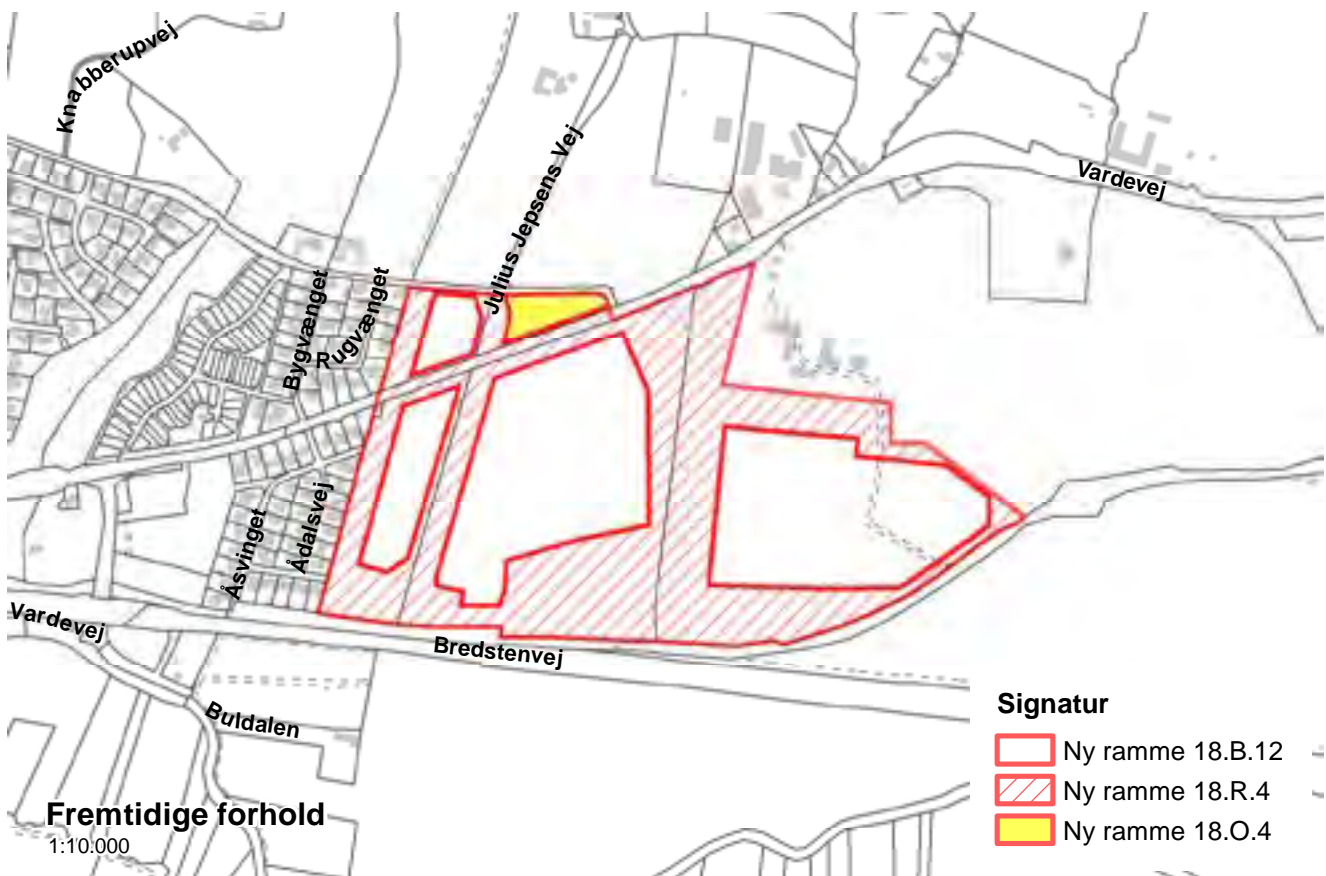 Knabberupvej
Julius Jepsens Vej
Vardevej
Bygvænget
Rugvænget
Åsvinget
Ådalsvej
Vardevej
Bredstenvej
Buldalen
Fremtidige forhold
1:10.000
Signatur
Ny ramme 18.B.12
Ny ramme 18.R.4
Ny ramme 18.O.4